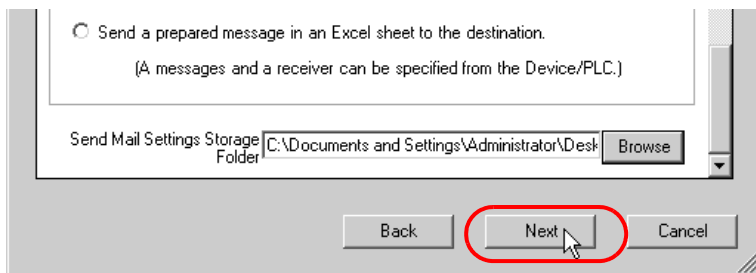 Send a prepared message in an Excel sheet to the destination.
(A messages and a receiver can be specified from the Device/PLC.)
Send Mail Settings Storage
Folder
C:\Documents and Settings\Administrator\Desk
Browse
Back
Next
Cancel